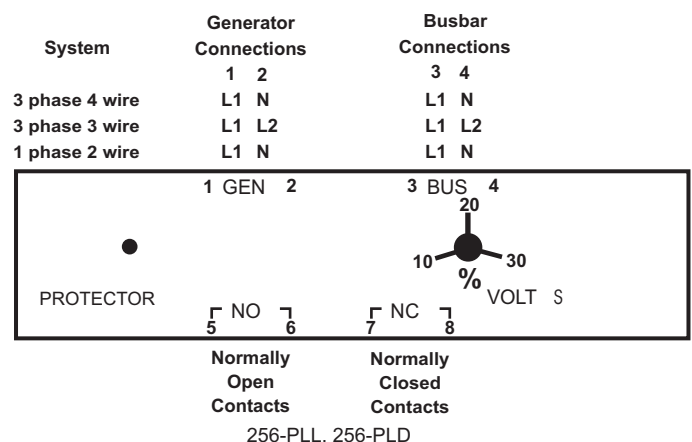 Generator Busbar
System Connections Connections
1 2 3 4
3 phase 4 wire L1 N L1 N
3 phase 3 wire L1 L2 L1 L2
1 phase 2 wire L1 N L1 N
1 GEN 2 3 BUS 4
20
10 30
%
PROTECTOR VOLT S
NO NC
5 6 7 8
Normally Normally
Open Closed
Contacts Contacts
256-PLL, 256-PLD